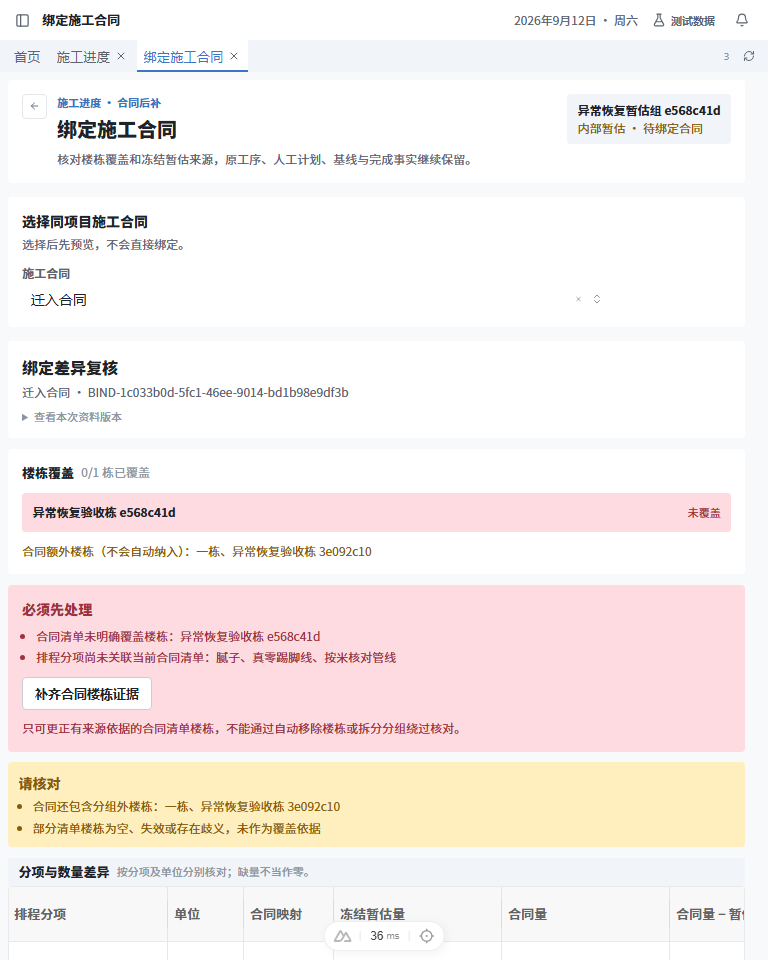 绑定施工合同
2026年9月12日 · 周六
测试数据
首页
施工进度 ×
绑定施工合同 ×
3
←
施工进度 · 合同后补
绑定施工合同
核对楼栋覆盖和冻结暂估来源，原工序、人工计划、基线与完成事实继续保留。
异常恢复暂估组 e568c41d
内部暂估 · 待绑定合同
选择同项目施工合同
选择后先预览，不会直接绑定。
施工合同
迁入合同
×
绑定差异复核
迁入合同 · BIND-1c033b0d-5fc1-46ee-9014-bd1b98e9df3b
▶ 查看本次资料版本
楼栋覆盖 0/1 栋已覆盖
异常恢复验收栋 e568c41d
未覆盖
合同额外楼栋（不会自动纳入）：一栋、异常恢复验收栋 3e092c10
必须先处理
• 合同清单未明确覆盖楼栋：异常恢复验收栋 e568c41d
• 排程分项尚未关联当前合同清单：腻子、真零踢脚线、按米核对管线
补齐合同楼栋证据
只可更正有来源依据的合同清单楼栋，不能通过自动移除楼栋或拆分分组绕过核对。
请核对
• 合同还包含分组外楼栋：一栋、异常恢复验收栋 3e092c10
• 部分清单楼栋为空、失效或存在歧义，未作为覆盖依据
分项与数量差异 按分项及单位分别核对；缺量不当作零。
排程分项
单位
合同映射
冻结暂估量
合同量
合同量 − 暂
36 ms